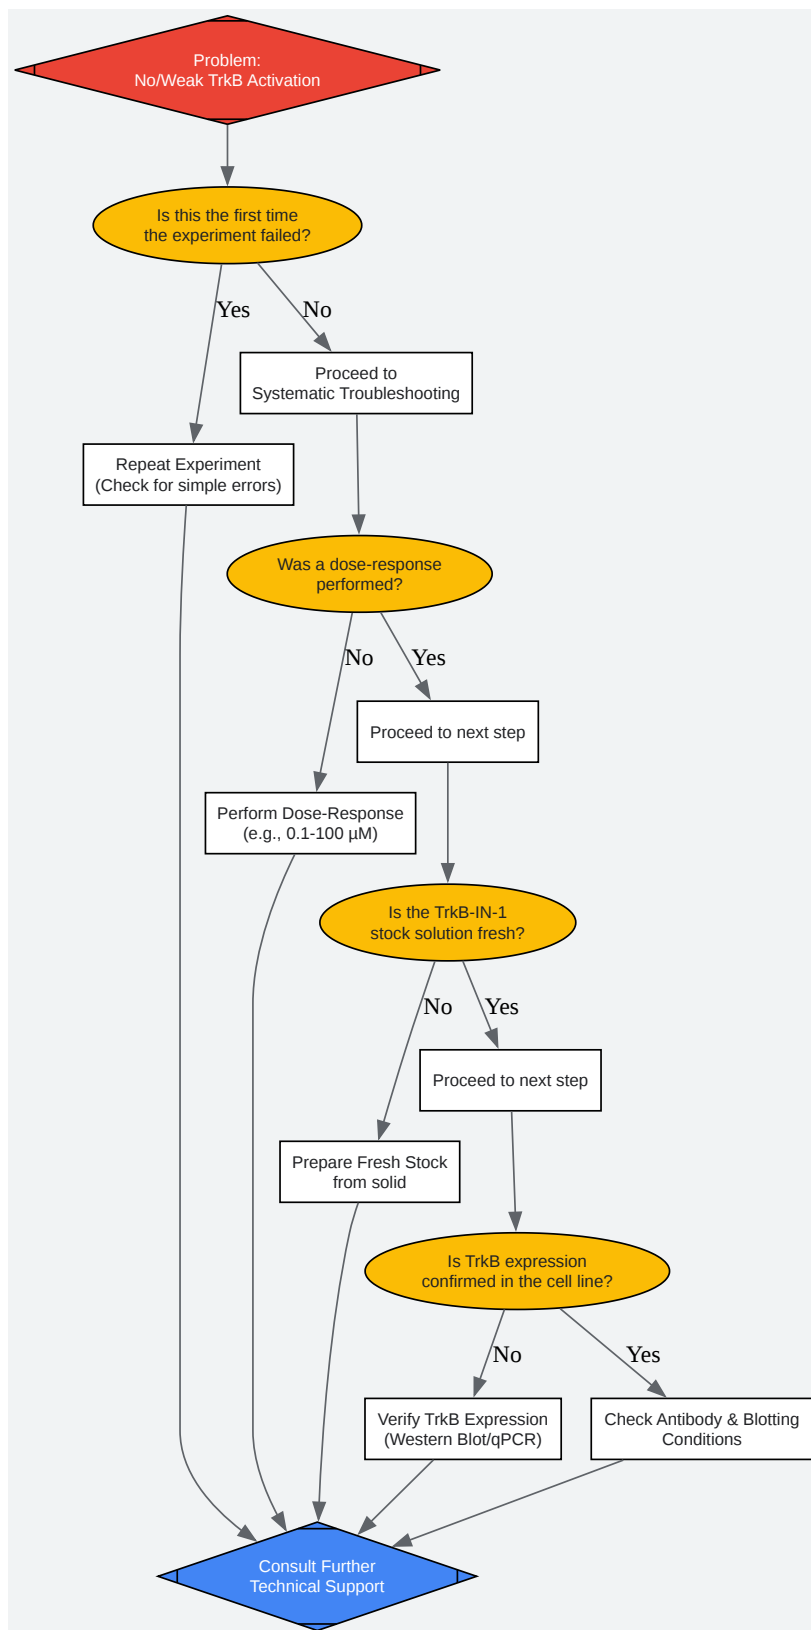 Problem:
No/Weak TrkB Activation
Is this the first time
the experiment failed?
Yes
No
Proceed to
Systematic Troubleshooting
Repeat Experiment
(Check for simple errors)
Was a dose-response
performed?
No
Yes
Proceed to next step
Perform Dose-Response
(e.g., 0.1-100 µM)
Is the TrkB-IN-1
stock solution fresh?
No
Yes
Proceed to next step
Prepare Fresh Stock
from solid
Is TrkB expression
confirmed in the cell line?
No
Yes
Verify TrkB Expression
(Western Blot/qPCR)
Check Antibody & Blotting
Conditions
Consult Further
Technical Support